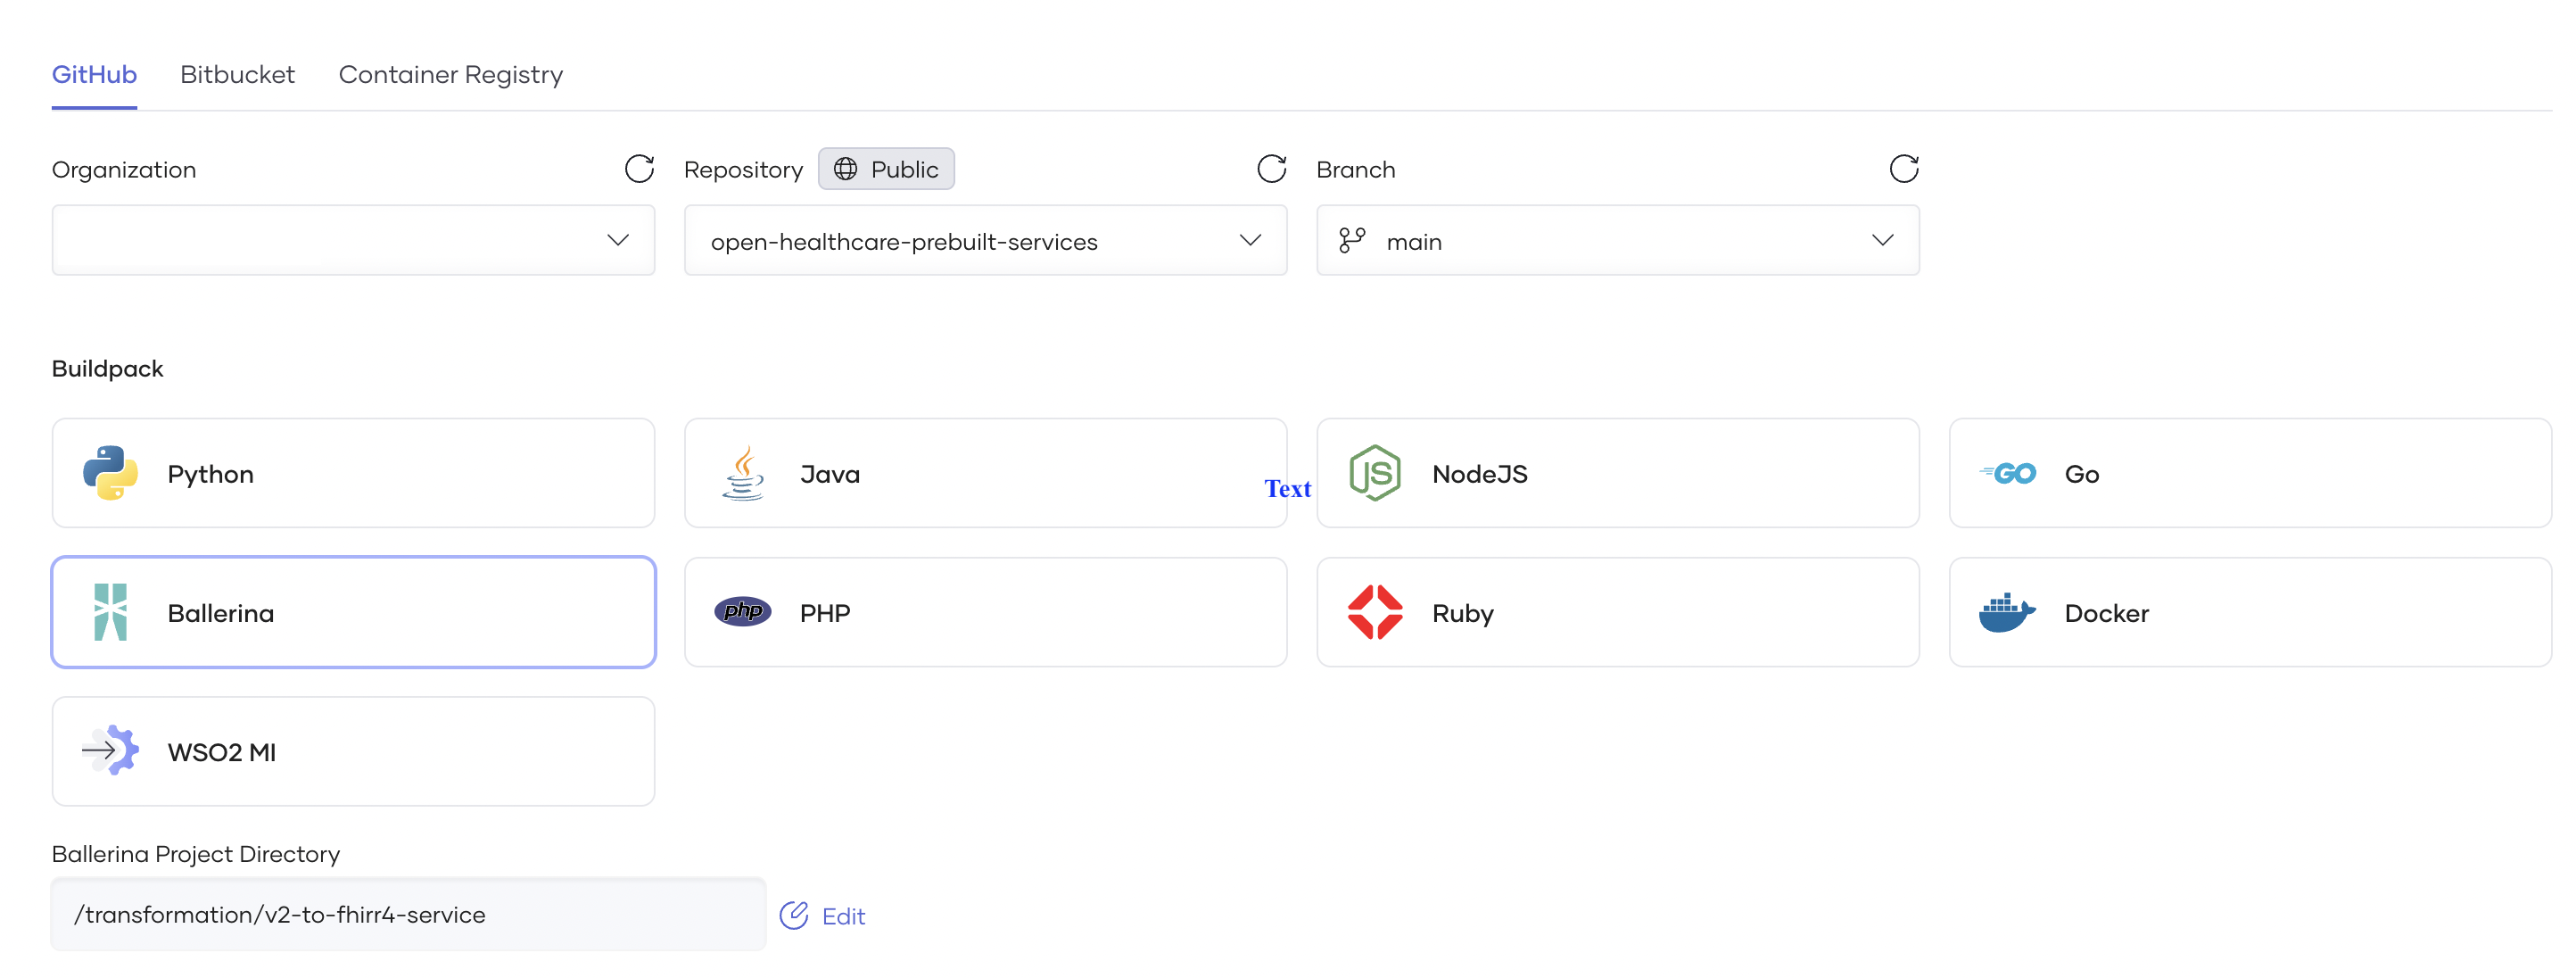 GitHub Bitbucket Container Registry
Organization Repository Public Branch
open-healthcare-prebuilt-services main
Buildpack
Python Java NodeJS Go
Text
Ballerina php PHP Ruby Docker
WSO2 MI
Ballerina Project Directory
/transformation/v2-to-fhirr4-service Edit